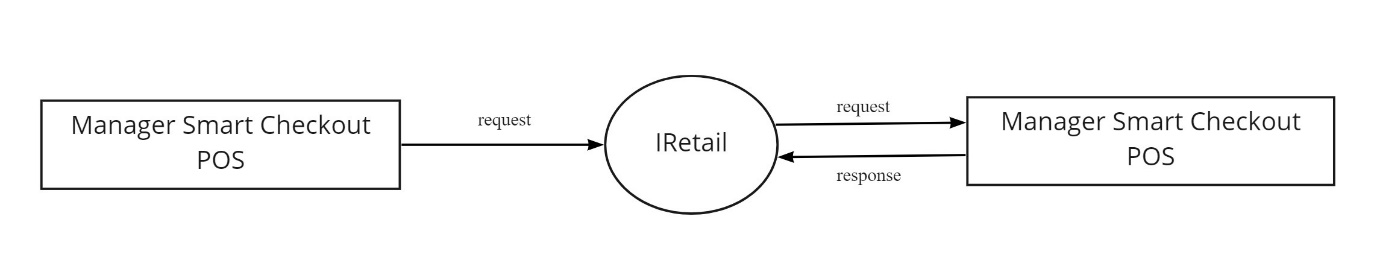 Manager Smart Checkout
POS
request
IRetail
request
response
Manager Smart Checkout
POS